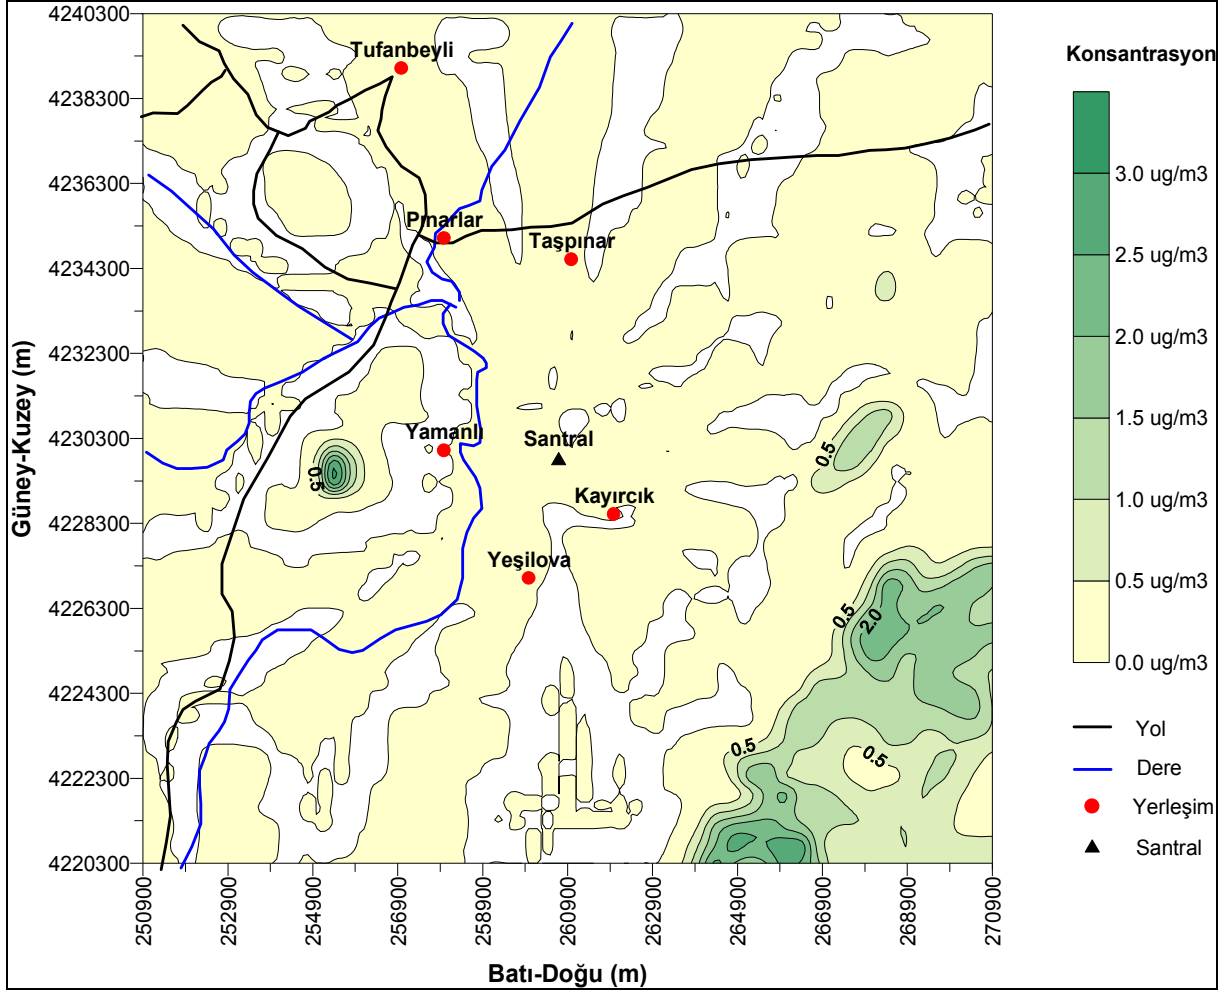 4240300
4238300
4236300
4234300
4232300
4230300
4228300
4226300
4224300
4222300
4220300
Güney-Kuzey (m)
Tufanbeyli
Pınarlar
Taşpınar
Yamanlı
Santral
Kayırcık
Yeşilova
0.5
0.5
0.5
2.0
0.5
0.5
250900
252900
254900
256900
258900
260900
262900
264900
266900
268900
270900
Batı-Doğu (m)
Konsantrasyon
3.0 ug/m3
2.5 ug/m3
2.0 ug/m3
1.5 ug/m3
1.0 ug/m3
0.5 ug/m3
0.0 ug/m3
Yol
Dere
Yerleşim
Santral